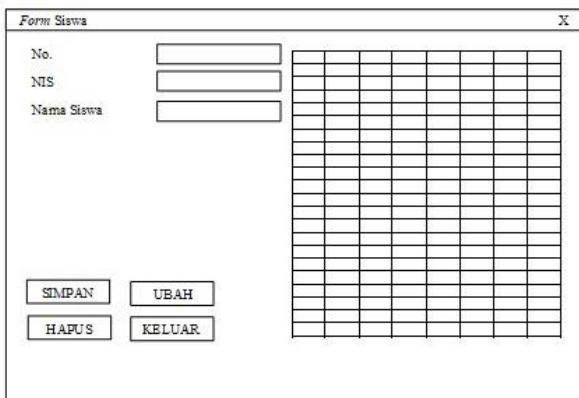 Form Siswa X
No.
NIS
Nama Siswa
SIMPAN UBAH
HAPUS KELUAR